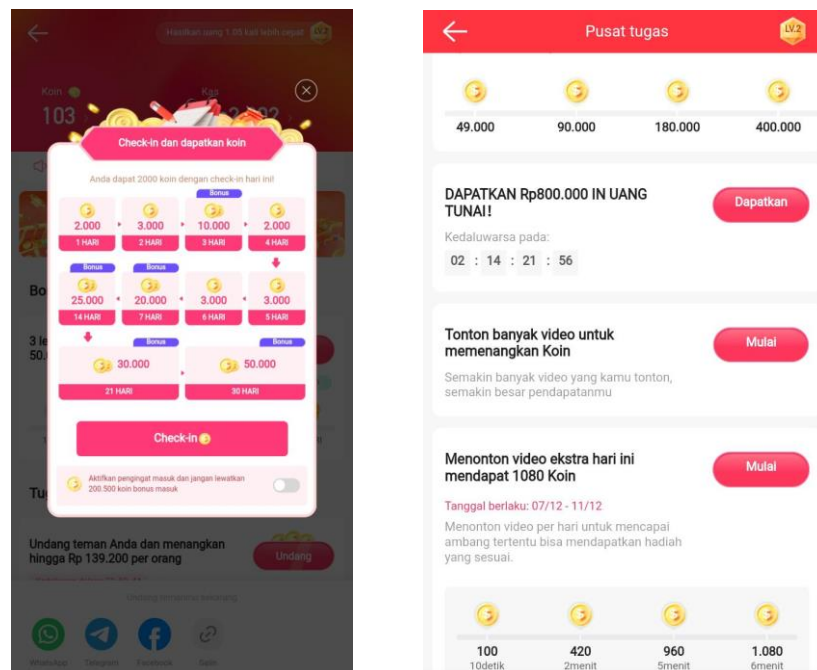 Hasilkan uang 1.05 kali lebih cepat
LV.2
Koin
Kas
103
Check-in dan dapatkan koin
Anda dapat 2000 koin dengan check-in hari ini!
Bonus
2.000 3.000 10.000 2.000
1 HARI 2 HARI 3 HARI 4 HARI
Bonus Bonus
25.000 20.000 3.000 3.000
14 HARI 7 HARI 6 HARI 5 HARI
Bonus Bonus
30.000 50.000
21 HARI 30 HARI
Check-in
Aktifkan pengingat masuk dan jangan lewatkan
200.500 koin bonus masuk
Undang teman Anda dan menangkan
hingga Rp 139.200 per orang
Undang
WhatsApp Telegram Facebook
Pusat tugas
LV.2
49.000 90.000 180.000 400.000
DAPATKAN Rp800.000 IN UANG
TUNAI!
Dapatkan
Kedaluwarsa pada:
02 : 14 : 21 : 56
Tonton banyak video untuk
memenangkan Koin
Mulai
Semakin banyak video yang kamu tonton,
semakin besar pendapatanmu
Menonton video ekstra hari ini
mendapat 1080 Koin
Mulai
Tanggal berlaku: 07/12 - 11/12
Menonton video per hari untuk mencapai
ambang tertentu bisa mendapatkan hadiah
yang sesuai.
100 420 960 1.080
10detik 2menit 5menit 6menit